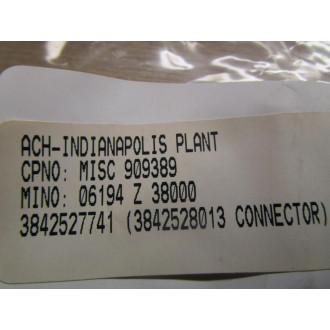 ACH-INDIANAPOLIS PLANT
CPNO: MISC 909389
MINO: 06194 Z 38000
3842527741 (3842528013 CONNECTOR)